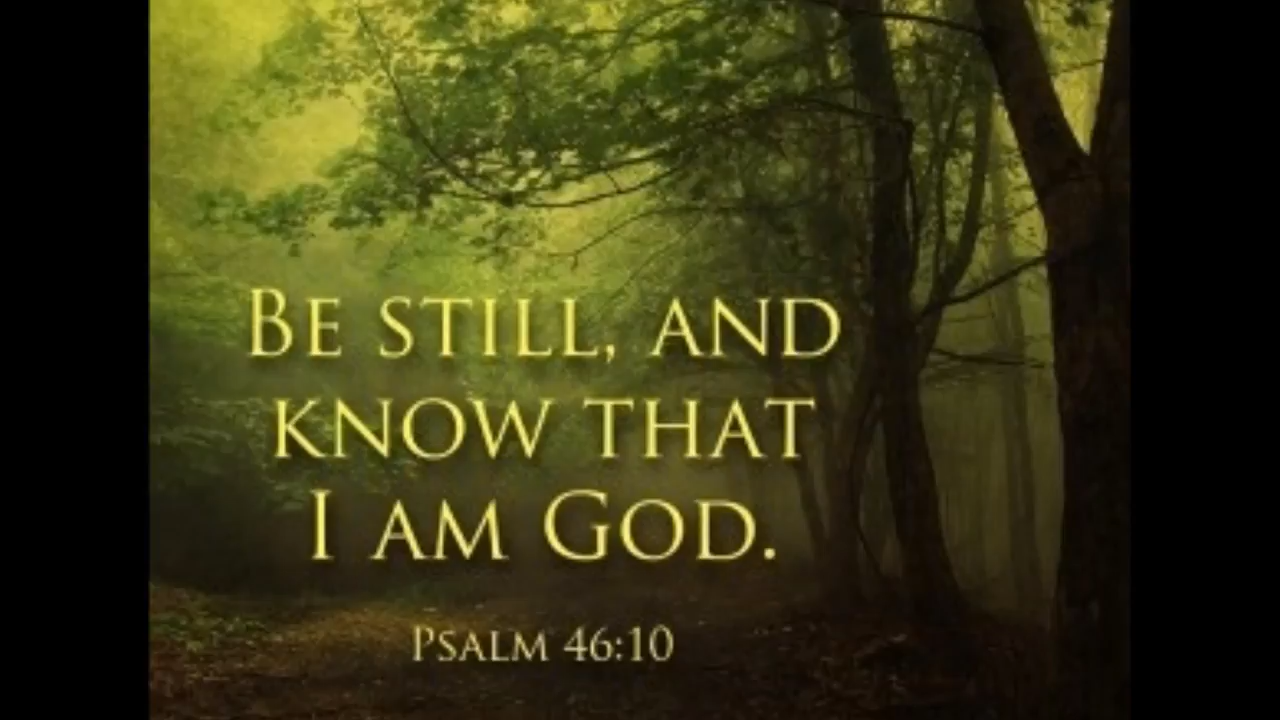 Be still, and
know that
I am God.
Psalm 46:10